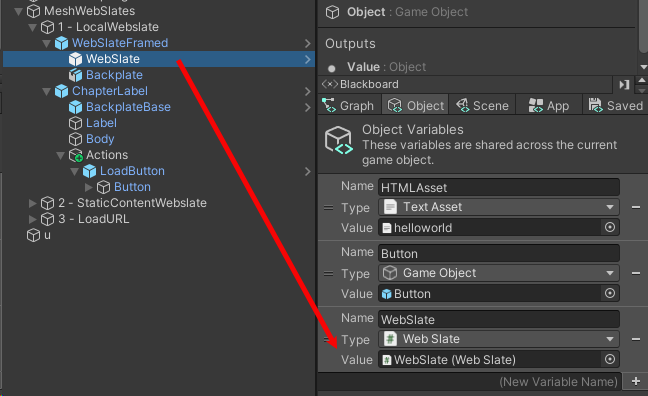 MeshWebSlates
1 - LocalWebslate
WebSlateFramed
WebSlate
Backplate
ChapterLabel
BackplateBase
Label
Body
Actions
LoadButton
Button
2 - StaticContentWebslate
3 - LoadURL
u
Object : Game Object
Outputs
Value : Object
<×> Blackboard
Graph
Object
Scene
App
Saved
Object Variables
These variables are shared across the current
game object.
Name HTMLAsset
Type Text Asset
Value helloworld
Name Button
Type Game Object
Value Button
Name WebSlate
Type Web Slate
Value WebSlate (Web Slate)
(New Variable Name)